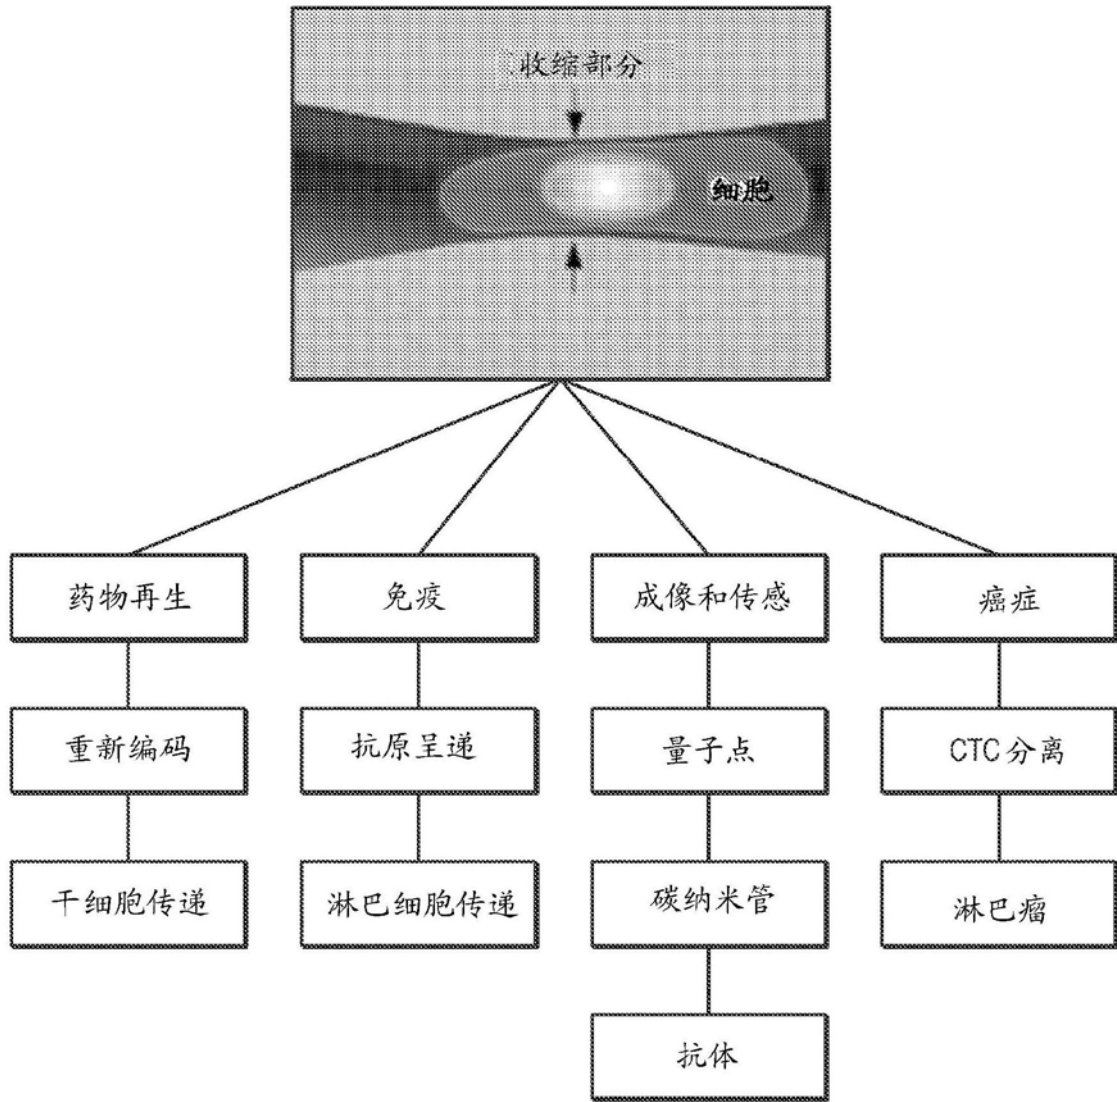 收缩部分
细胞
药物再生
免疫
成像和传感
癌症
重新编码
抗原呈递
量子点
CTC分离
干细胞传递
淋巴细胞传递
碳纳米管
淋巴瘤
抗体